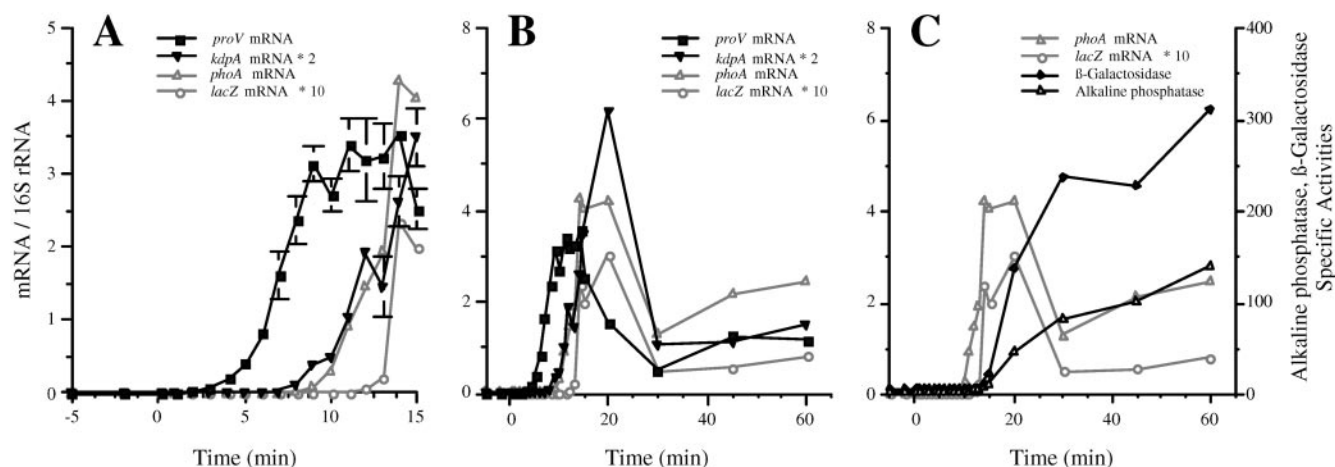 A
proV mRNA
kdpA mRNA * 2
phoA mRNA
lacZ mRNA * 10
mRNA / 16S rRNA
5
4
3
2
1
0
-5
0
5
10
15
Time (min)
B
proV mRNA
kdpA mRNA * 2
phoA mRNA
lacZ mRNA * 10
8
6
4
2
0
0
20
40
60
Time (min)
C
phoA mRNA
lacZ mRNA * 10
ß-Galactosidase
Alkaline phosphatase
8
6
4
2
0
0
20
40
60
Time (min)
400
300
200
100
0
Alkaline phosphatase, ß-Galactosidase
Specific Activities